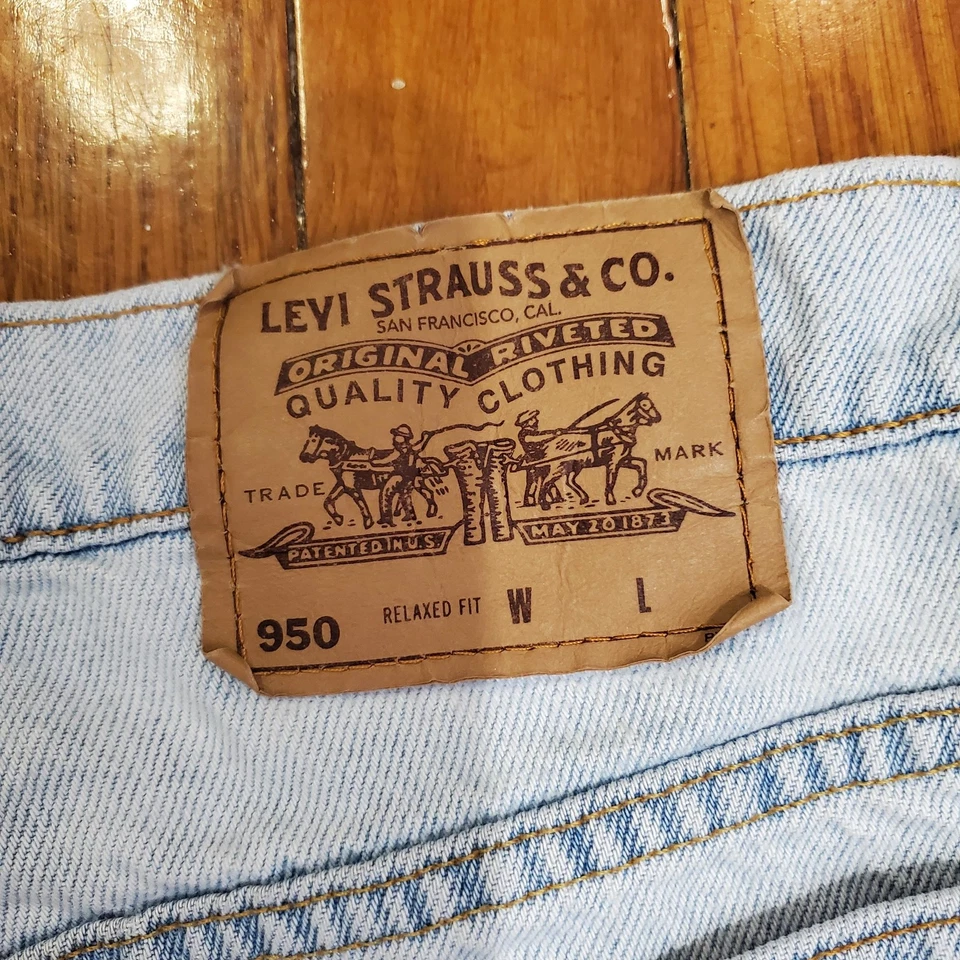 LEVI STRAUSS & CO.
SAN FRANCISCO, CAL.
ORIGINAL RIVETED
QUALITY CLOTHING
TRADE MARK
PATENTED IN U.S. MAY 20 1873
950 RELAXED FIT W L